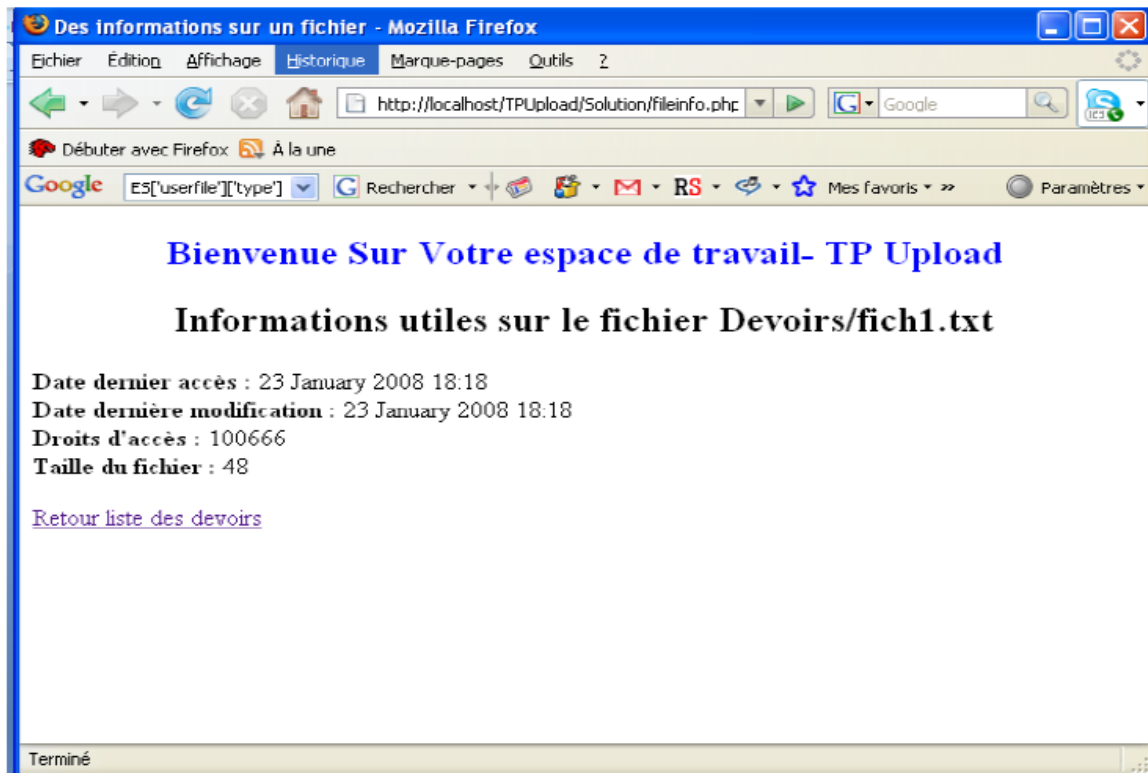 Des informations sur un fichier - Mozilla Firefox
Fichier Édition Affichage Historique Marque-pages Outils ?
http://localhost/TPUpload/Solution/fileinfo.php G Google
Débuter avec Firefox À la une
Google ES['userfile']['type'] G Rechercher RS Mes favoris » Paramètres
Bienvenue Sur Votre espace de travail- TP Upload
Informations utiles sur le fichier Devoirs/fich1.txt
Date dernier accès : 23 January 2008 18:18
Date dernière modification : 23 January 2008 18:18
Droits d'accès : 100666
Taille du fichier : 48
Retour liste des devoirs
Terminé